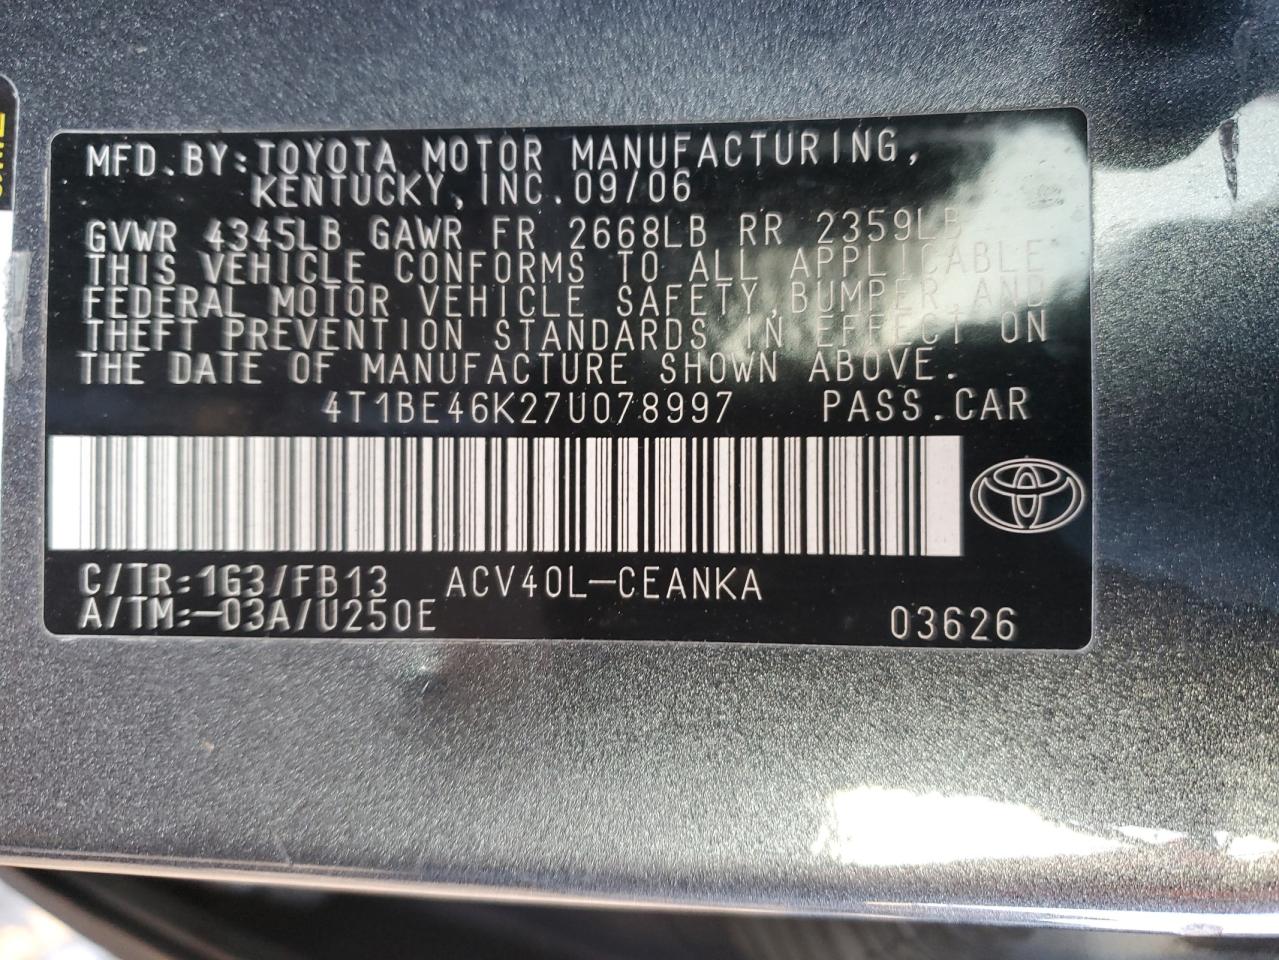 MFD.BY:TOYOTA MOTOR MANUFACTURING,
KENTUCKY,INC.09/06
GVWR 4345LB GAWR FR 2668LB RR 2359LB
THIS VEHICLE CONFORMS TO ALL APPLICABLE
FEDERAL MOTOR VEHICLE SAFETY,BUMPER,AND
THEFT PREVENTION STANDARDS IN EFFECT ON
THE DATE OF MANUFACTURE SHOWN ABOVE.
4T1BE46K27U078997 PASS.CAR
C/TR:1G3/FB13 ACV40L-CEANKA
A/TM:-03A/U250E 03626